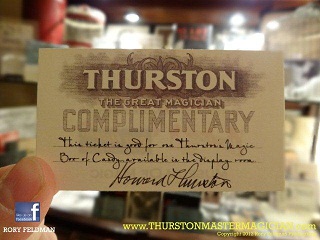 THURSTON
THE GREAT MAGICIAN
COMPLIMENTARY
This ticket is good for one Thurston's Magic
Box of Candy available in the display room
Howard Thurston
RORY FELDMAN
www.THURSTONMASTERMAGICIAN.com